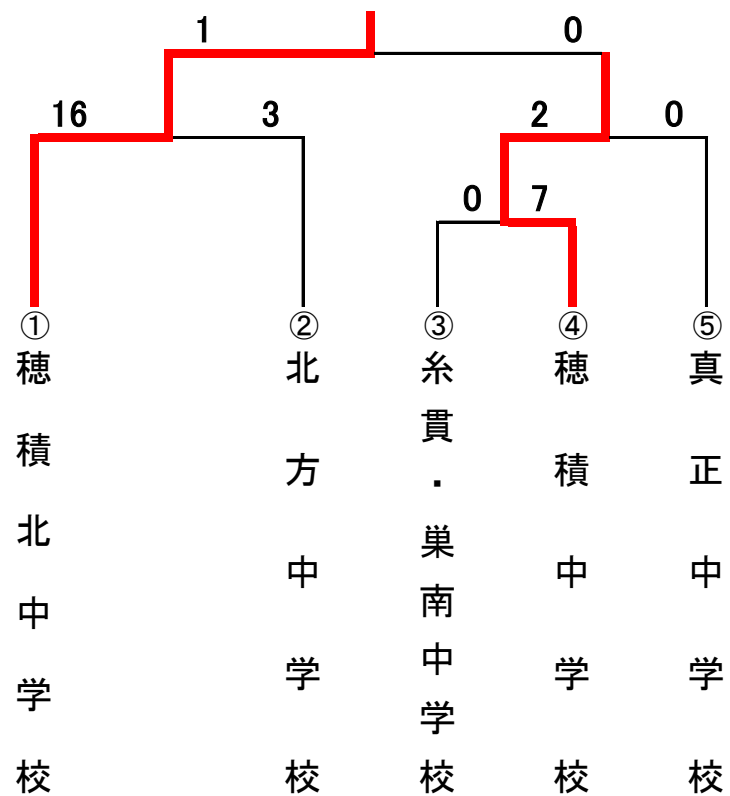 1 0
16 3 2 0
0 7
① ② ③ ④ ⑤
穂積北中学校
北方中学校
糸貫・巣南中学校
穂積中学校
真正中学校